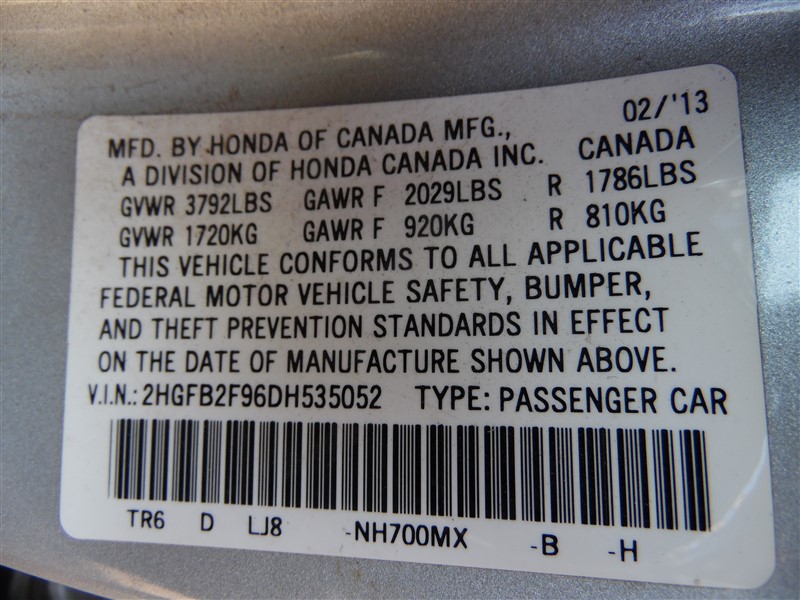 02/'13
MFD. BY HONDA OF CANADA MFG.,
A DIVISION OF HONDA CANADA INC. CANADA
GVWR 3792LBS GAWR F 2029LBS R 1786LBS
GVWR 1720KG GAWR F 920KG R 810KG
THIS VEHICLE CONFORMS TO ALL APPLICABLE
FEDERAL MOTOR VEHICLE SAFETY, BUMPER,
AND THEFT PREVENTION STANDARDS IN EFFECT
ON THE DATE OF MANUFACTURE SHOWN ABOVE.
V.I.N.: 2HGFB2F96DH535052 TYPE: PASSENGER CAR
TR6 D LJ8 -NH700MX -B -H